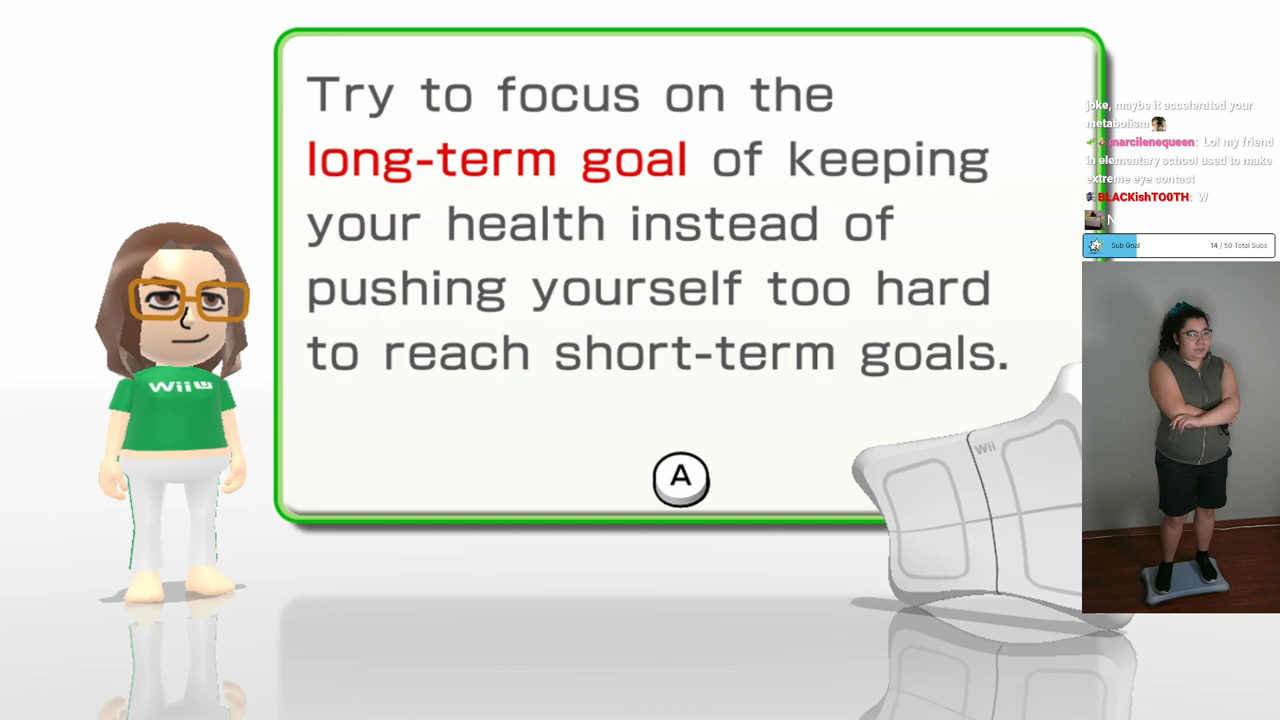 Try to focus on the
long-term goal of keeping
your health instead of
pushing yourself too hard
to reach short-term goals.
A
Wii U
Wii
joke, maybe it accelerated your
metabolism
marcilenequeen: Lol my friend
in elementary school used to make
extreme eye contact
BLACKishTO0TH: W
N
Sub Goal 14 / 50 Total Subs